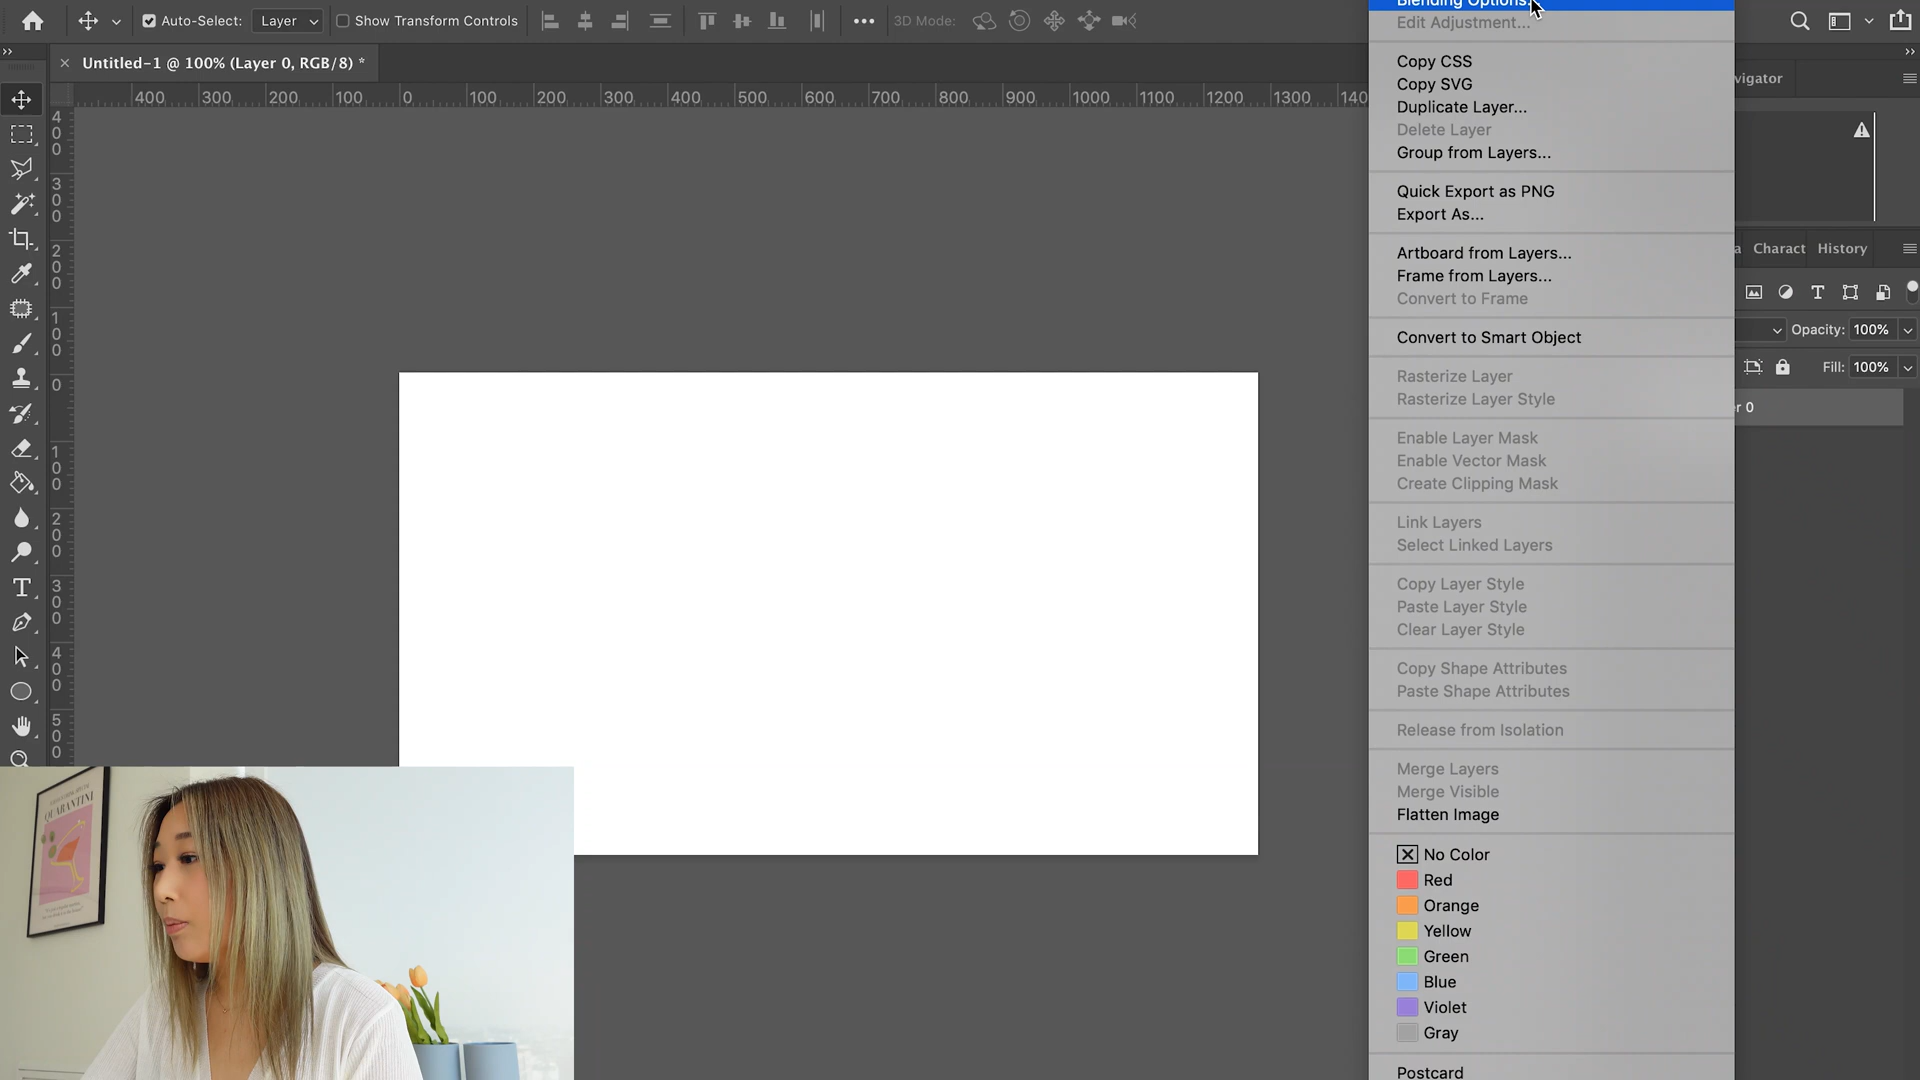 Auto-Select:
Layer
Show Transform Controls
3D Mode:
Untitled-1 @ 100% (Layer 0, RGB/8) *
400 300 200 100 0 100 200 300 400 500 600 700 800 900 1000 1100 1200 1300 140
400
300
200
100
0
100
200
300
400
500
Blending Options...
Edit Adjustment...
Copy CSS
Copy SVG
Duplicate Layer...
Delete Layer
Group from Layers...
Quick Export as PNG
Export As...
Artboard from Layers...
Frame from Layers...
Convert to Frame
Convert to Smart Object
Rasterize Layer
Rasterize Layer Style
Enable Layer Mask
Enable Vector Mask
Create Clipping Mask
Link Layers
Select Linked Layers
Copy Layer Style
Paste Layer Style
Clear Layer Style
Copy Shape Attributes
Paste Shape Attributes
Release from Isolation
Merge Layers
Merge Visible
Flatten Image
No Color
Red
Orange
Yellow
Green
Blue
Violet
Gray
Postcard
vigator
a Charact History
Opacity: 100%
Fill: 100%
r 0
QUARANTINI